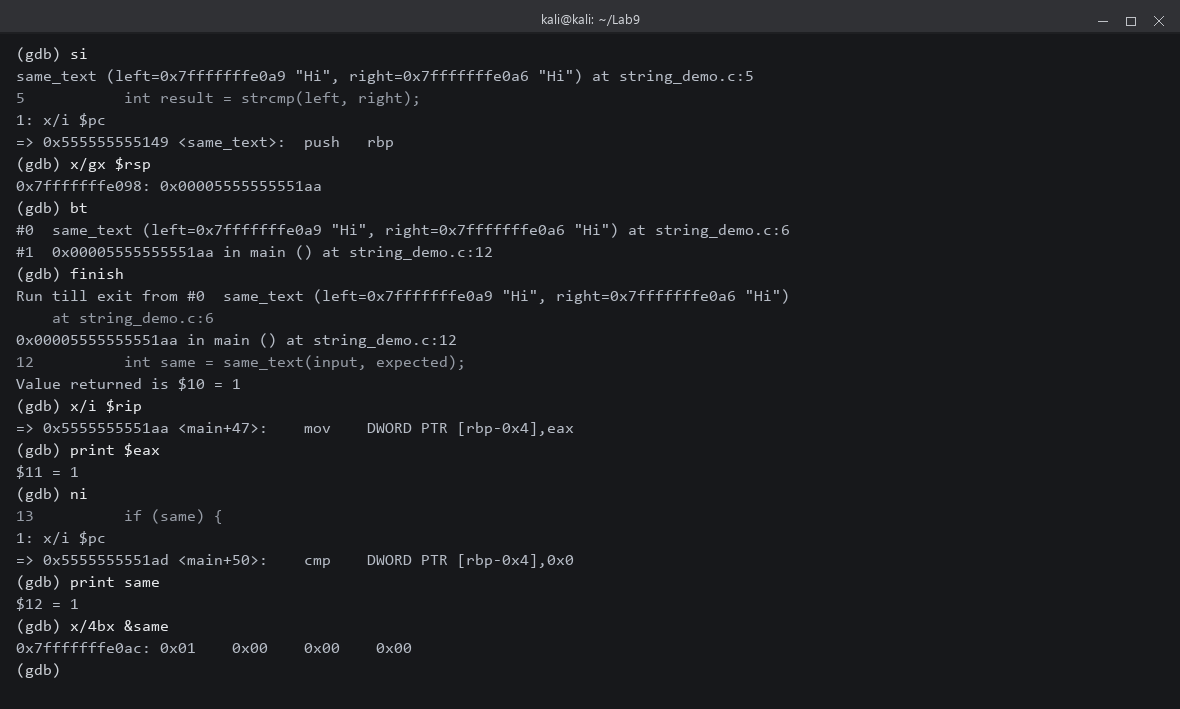 kali@kali: ~/Lab9
(gdb) si
same_text (left=0x7fffffffe0a9 "Hi", right=0x7fffffffe0a6 "Hi") at string_demo.c:5
5           int result = strcmp(left, right);
1: x/i $pc
=> 0x555555555149 <same_text>:  push   rbp
(gdb) x/gx $rsp
0x7fffffffe098: 0x00005555555551aa
(gdb) bt
#0  same_text (left=0x7fffffffe0a9 "Hi", right=0x7fffffffe0a6 "Hi") at string_demo.c:6
#1  0x00005555555551aa in main () at string_demo.c:12
(gdb) finish
Run till exit from #0  same_text (left=0x7fffffffe0a9 "Hi", right=0x7fffffffe0a6 "Hi")
    at string_demo.c:6
0x00005555555551aa in main () at string_demo.c:12
12          int same = same_text(input, expected);
Value returned is $10 = 1
(gdb) x/i $rip
=> 0x5555555551aa <main+47>:    mov    DWORD PTR [rbp-0x4],eax
(gdb) print $eax
$11 = 1
(gdb) ni
13          if (same) {
1: x/i $pc
=> 0x5555555551ad <main+50>:    cmp    DWORD PTR [rbp-0x4],0x0
(gdb) print same
$12 = 1
(gdb) x/4bx &same
0x7fffffffe0ac: 0x01    0x00    0x00    0x00
(gdb)